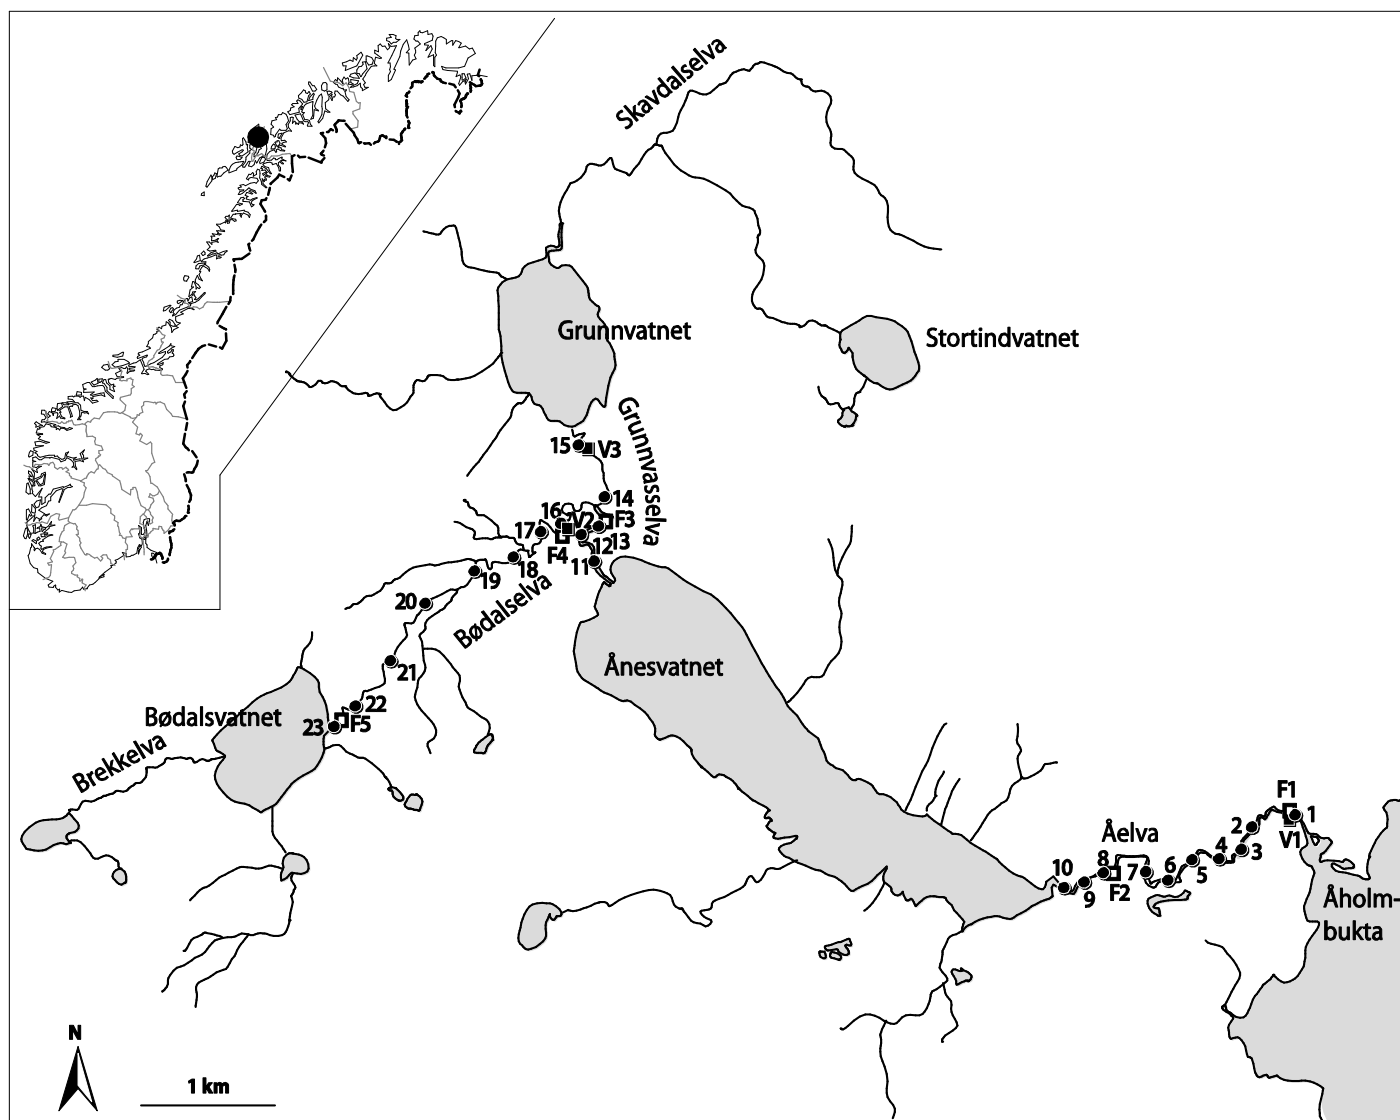 Skavdalselva
Grunnvatnet
Stortindvatnet
Grunnvasselva
15
V3
14
16
V2
F3
17
13
12
F4
11
18
19
Bødalselva
20
21
Ånesvatnet
22
Bødalsvatnet
23
F5
Brekkelva
F1
1
2
V1
Åelva
3
4
5
6
7
8
10
9
F2
Åholm-
bukta
N
1 km